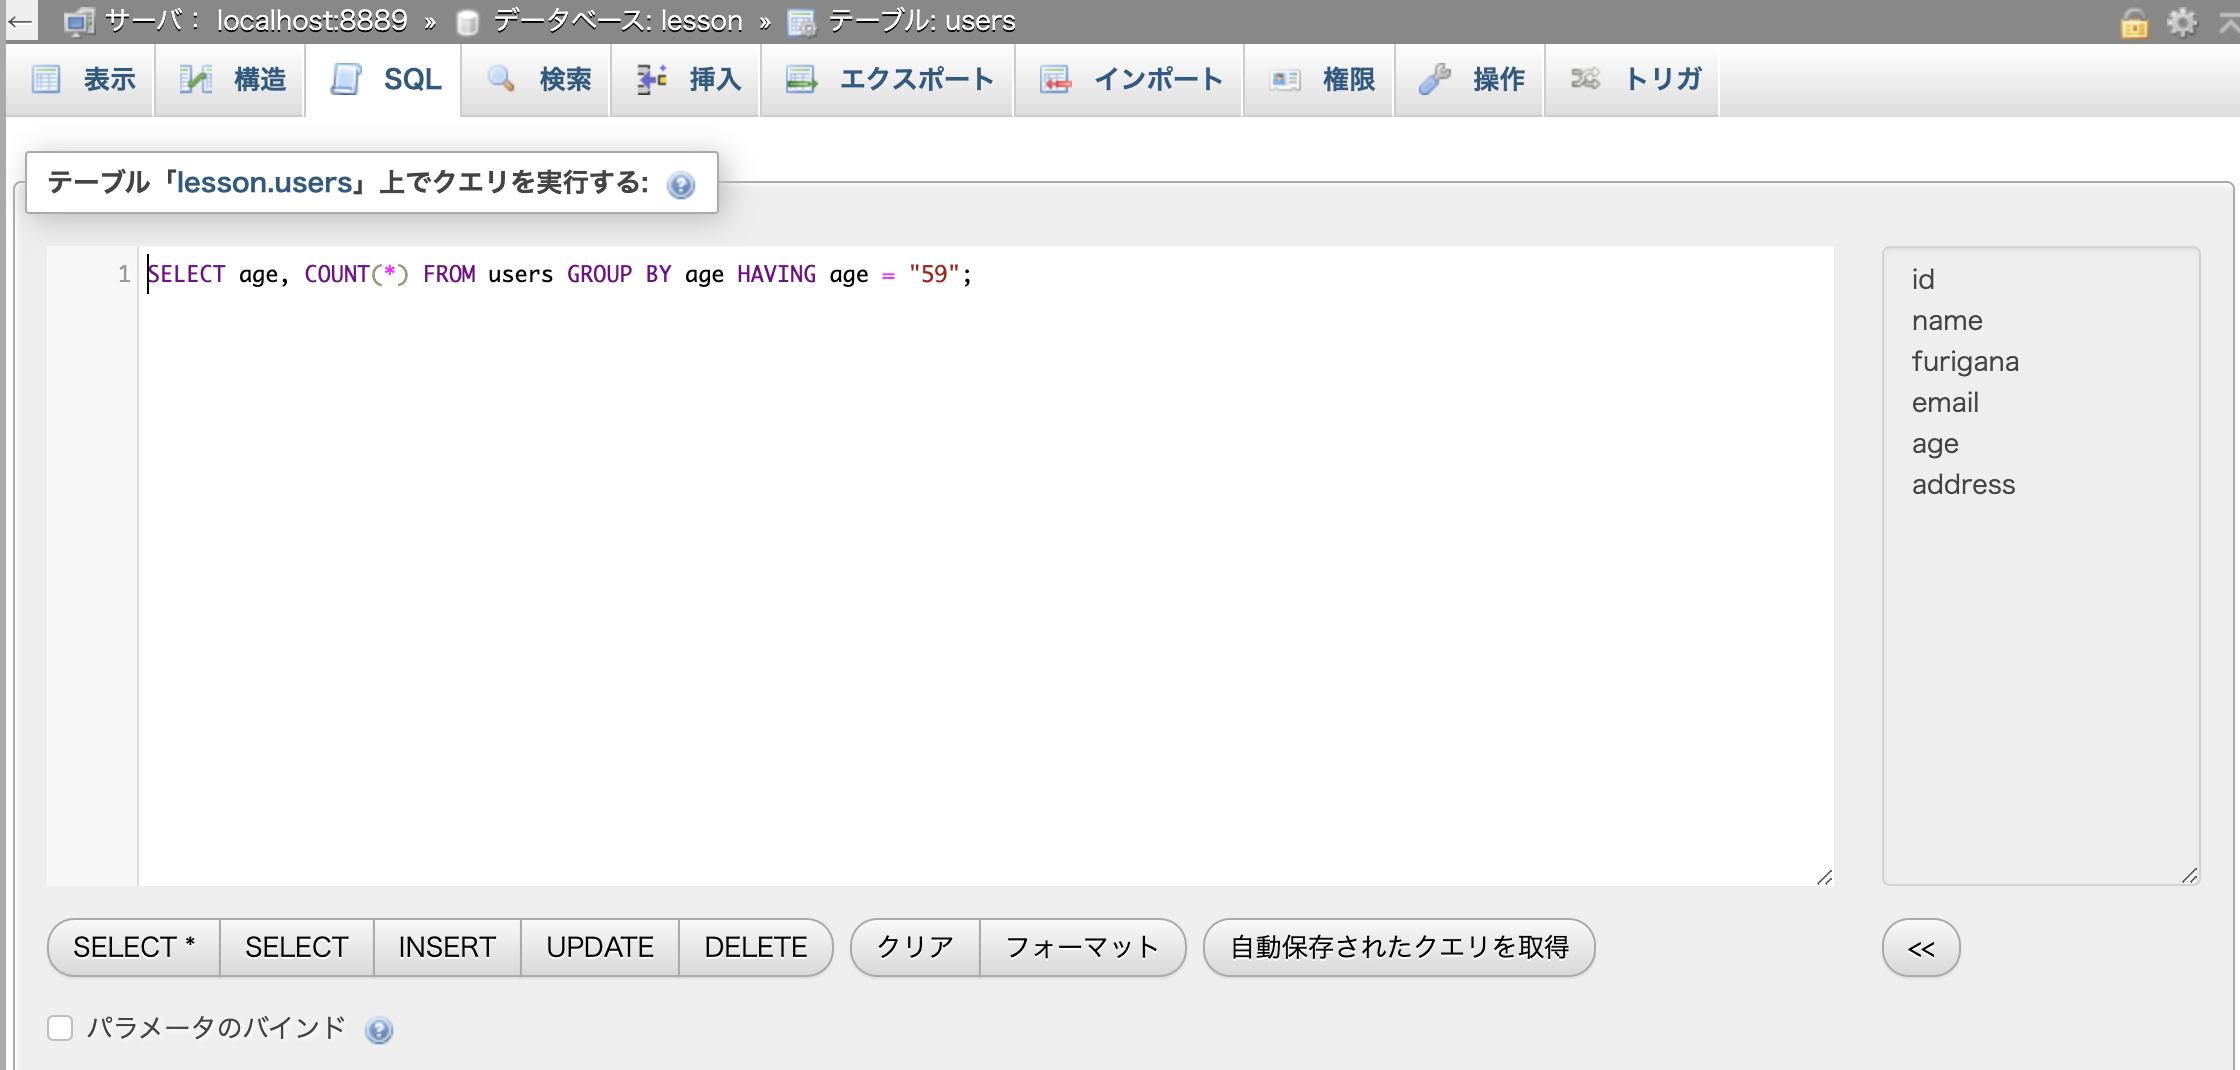 ← サーバ： localhost:8889 » データベース: lesson » テーブル: users
表示 構造 SQL 検索 挿入 エクスポート インポート 権限 操作 トリガ
テーブル「lesson.users」上でクエリを実行する:
1 SELECT age, COUNT(*) FROM users GROUP BY age HAVING age = "59";
id
name
furigana
email
age
address
SELECT * SELECT INSERT UPDATE DELETE クリア フォーマット 自動保存されたクエリを取得 <<
パラメータのバインド